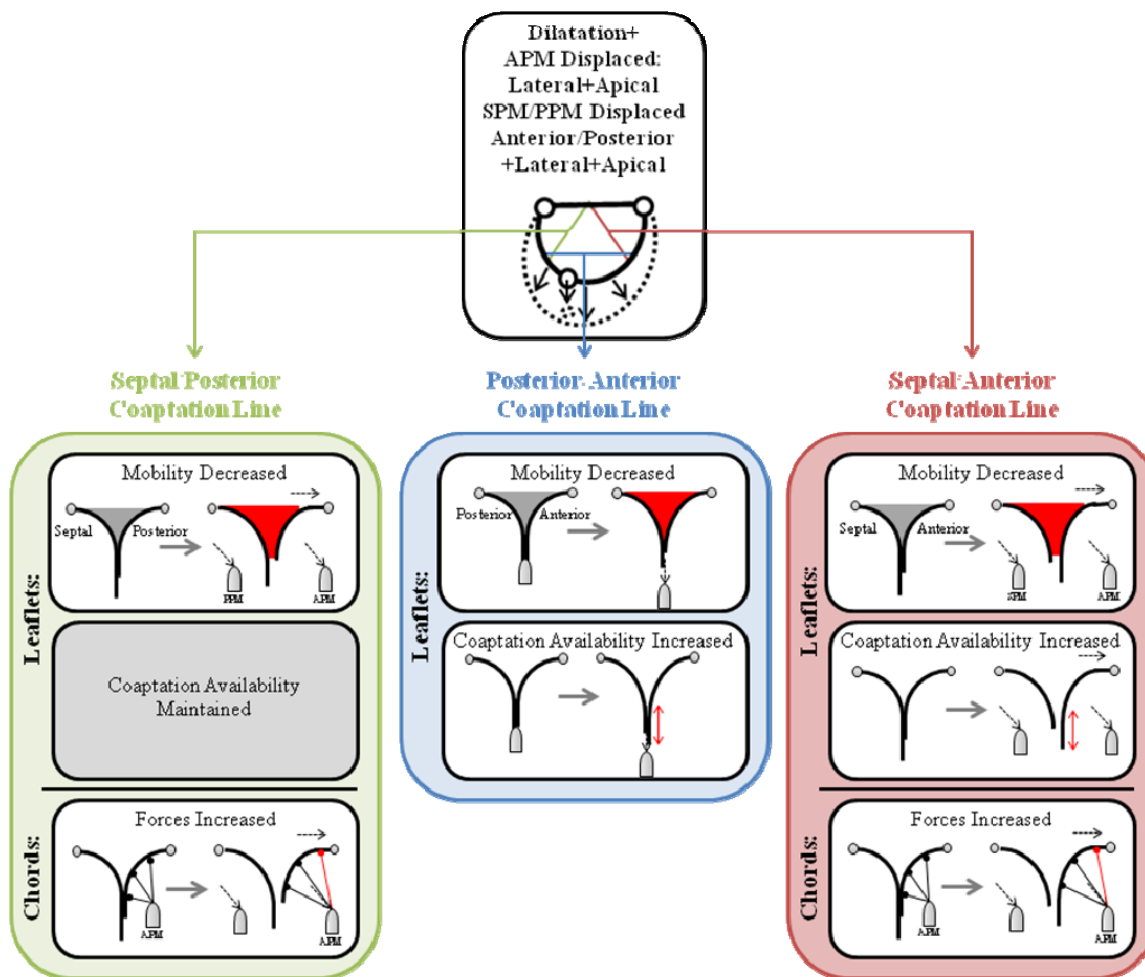 Dilatation+
APM Displaced:
Lateral+Apical
SPM/PPM Displaced
Anterior/Posterior
+Lateral+Apical
Septal-Posterior
Coaptation Line
Leaflets:
Mobility Decreased
Septal
Posterior
PPM
APM
Coaptation Availability
Maintained
Chords:
Forces Increased
APM
APM
Posterior-Anterior
Coaptation Line
Leaflets:
Mobility Decreased
Posterior
Anterior
Coaptation Availability Increased
Septal-Anterior
Coaptation Line
Leaflets:
Mobility Decreased
Septal
Anterior
SPM
APM
Coaptation Availability Increased
Chords:
Forces Increased
APM
APM